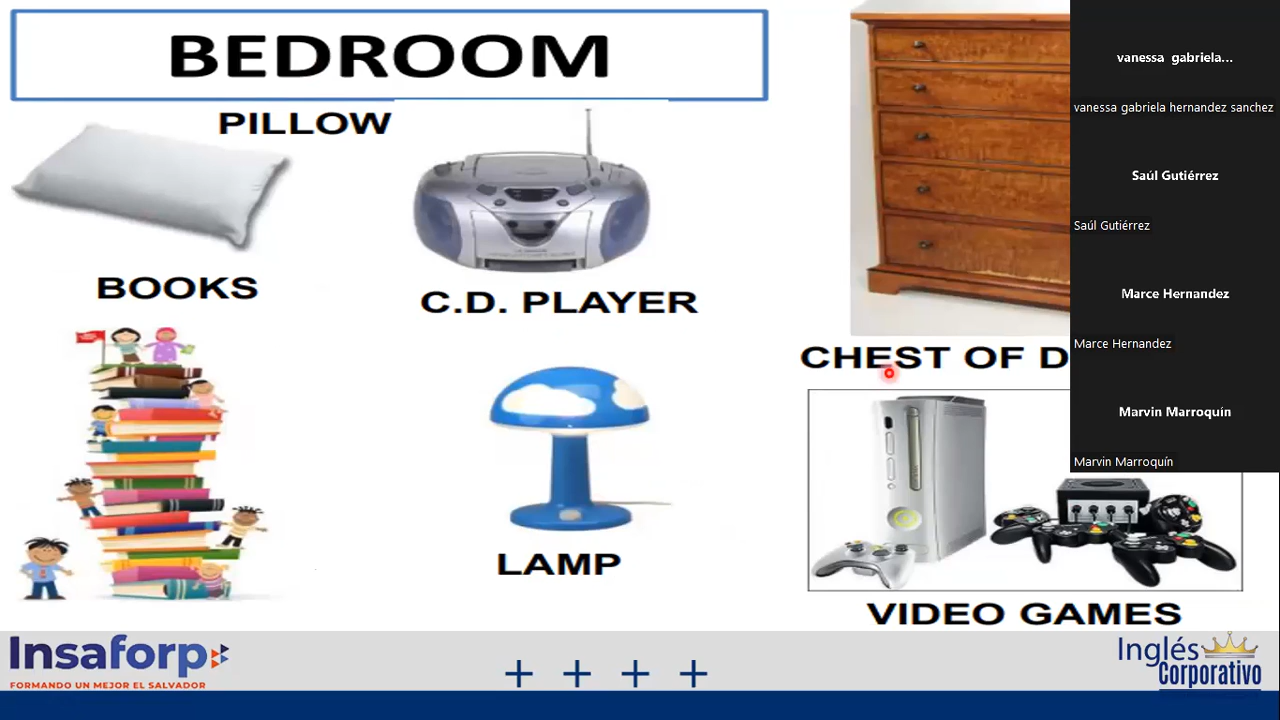 BEDROOM
PILLOW
BOOKS
C.D. PLAYER
LAMP
CHEST OF D
VIDEO GAMES
vanessa gabriela...
vanessa gabriela hernandez sanchez
Saúl Gutiérrez
Saúl Gutiérrez
Marce Hernandez
Marce Hernandez
Marvin Marroquín
Marvin Marroquín
Insaforp
FORMANDO UN MEJOR EL SALVADOR
++++
Inglés
Corporativo